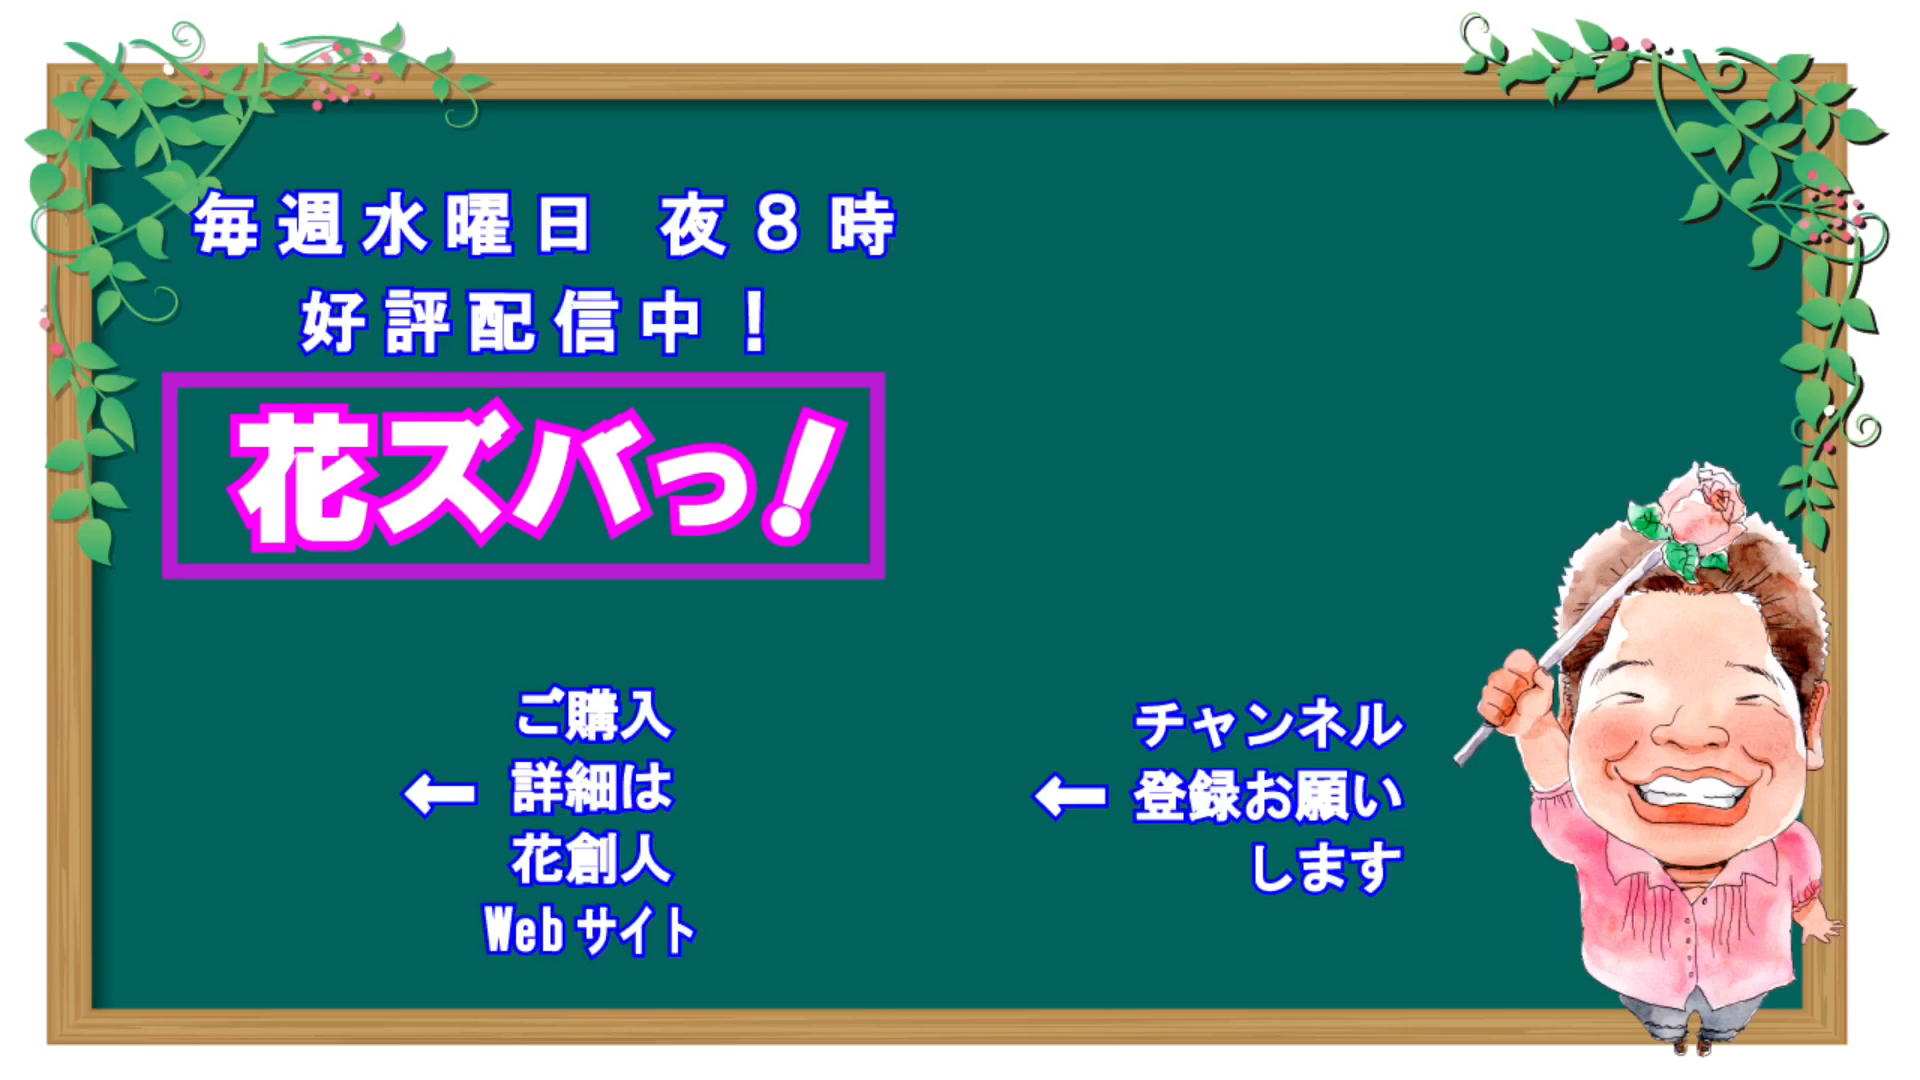 毎週水曜日　夜８時
好評配信中！
花ズバっ！
ご購入
← 詳細は
花創人
Webサイト
チャンネル
← 登録お願い
します